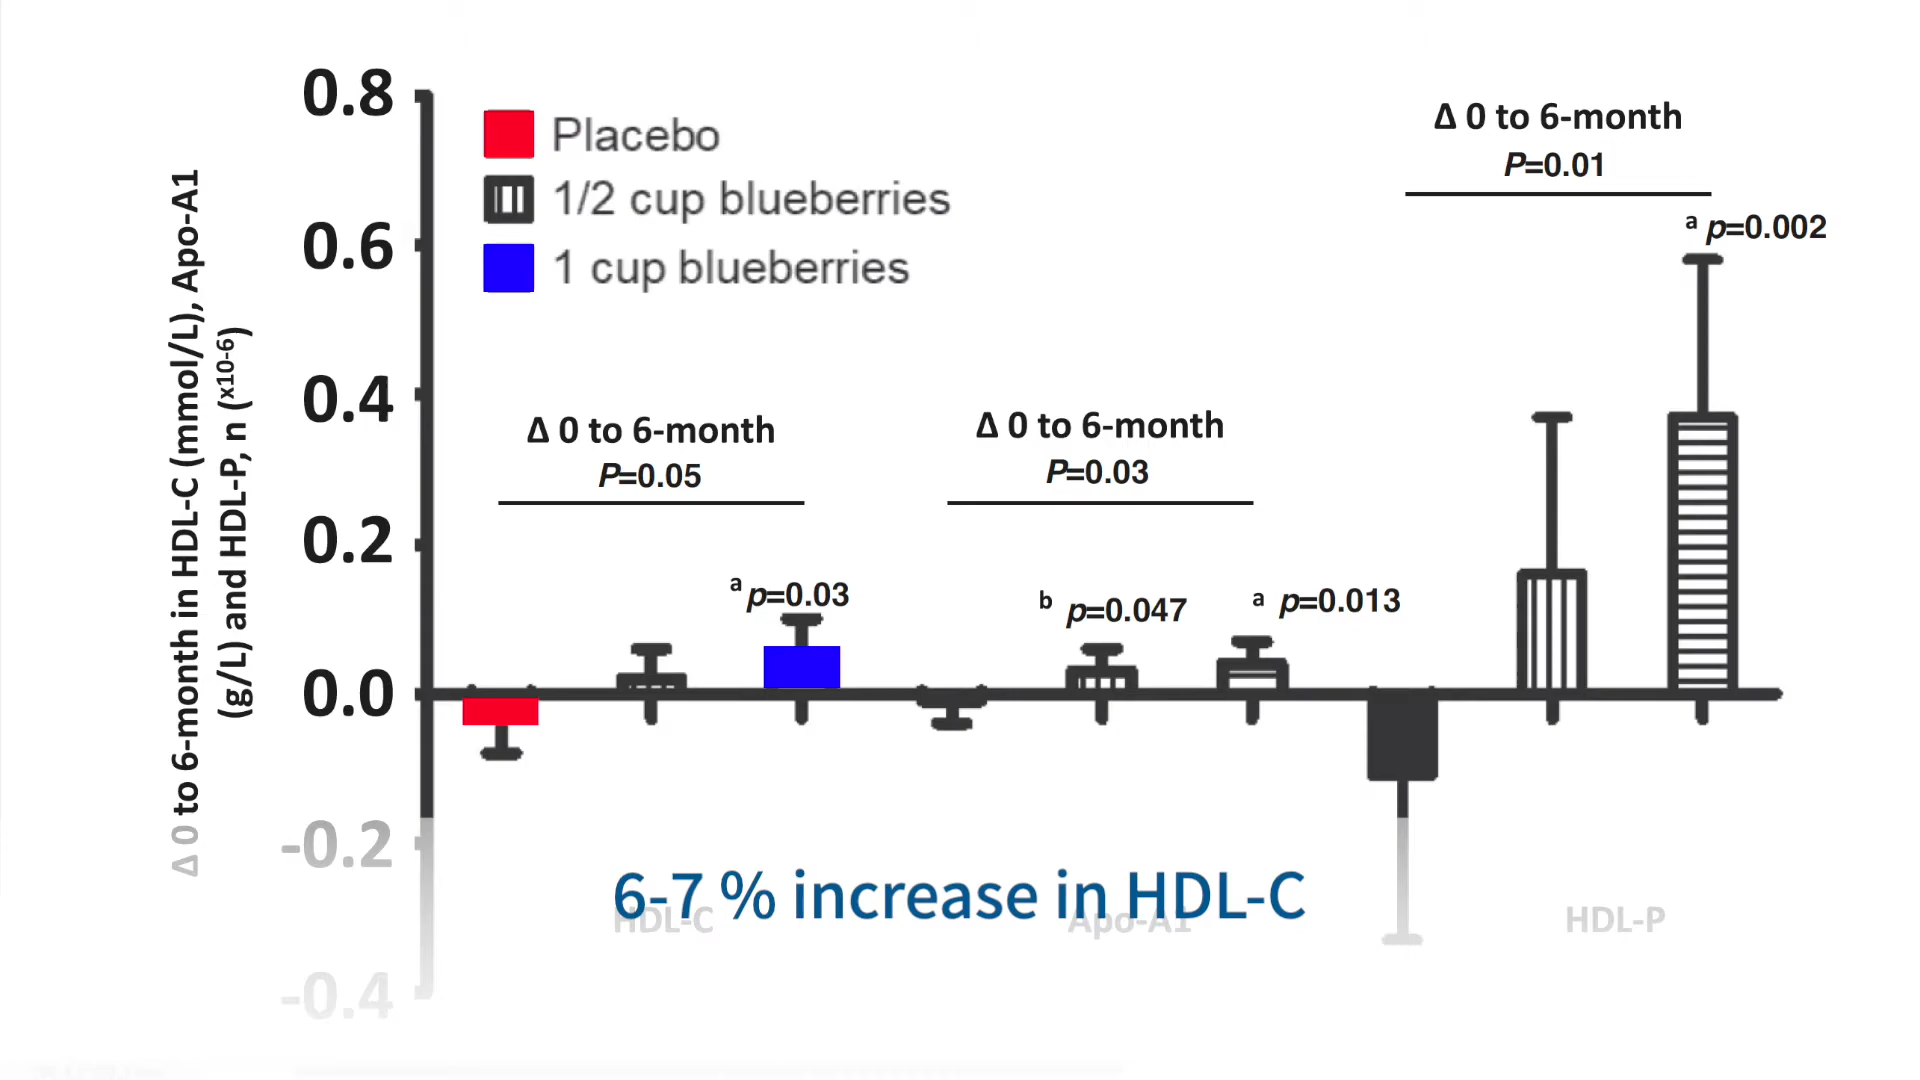 0.8
0.6
0.4
0.2
0.0
-0.2
-0.4
Δ 0 to 6-month in HDL-C (mmol/L), Apo-A1
(g/L) and HDL-P, n (x10-6)
Placebo
1/2 cup blueberries
1 cup blueberries
Δ 0 to 6-month
P=0.05
a p=0.03
Δ 0 to 6-month
P=0.03
b p=0.047
a p=0.013
Δ 0 to 6-month
P=0.01
a p=0.002
6-7 % increase in HDL-C
HDL-C
Apo-A1
HDL-P